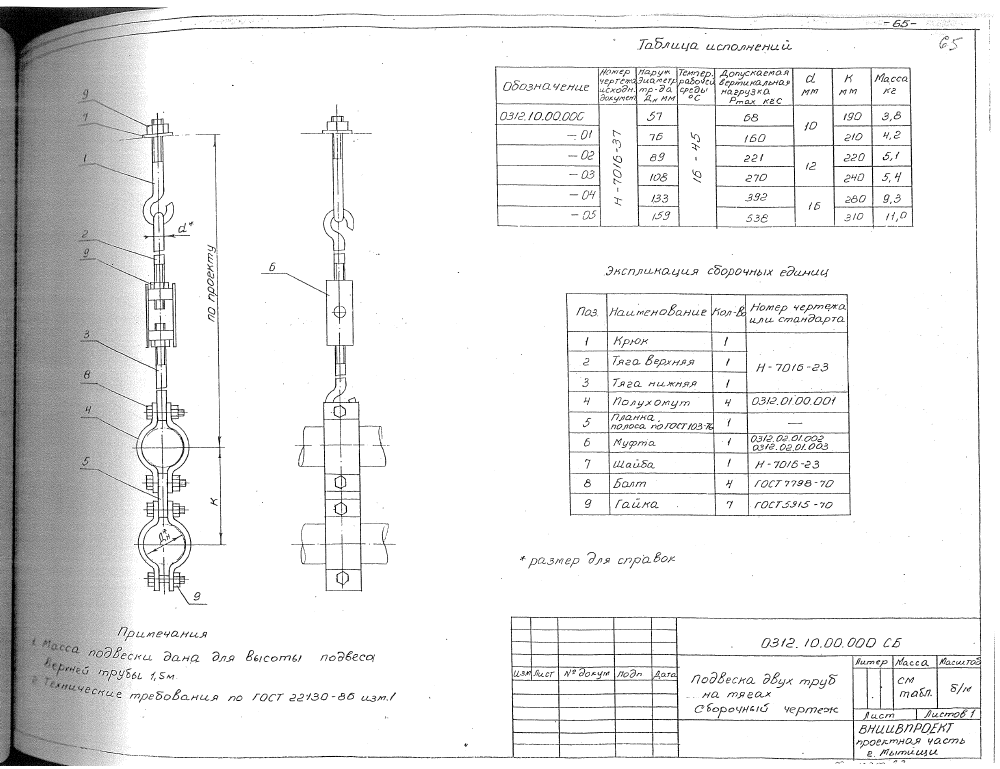 -65-
65
Таблица исполнений
Обозначение
Номер чертежа исходн. документ.
Наруж. диаметр тр-да Дн мм
Темпер. рабочей среды °С
Допускаемая вертикальная нагрузка Pmax кгс
d мм
К мм
Масса кг
0312.10.00.000 57 68 190 3,8
-01 76 160 210 4,2
-02 89 221 220 5,1
-03 108 270 240 5,4
-04 133 392 280 9,3
-05 159 538 310 11,0
Н-7016-37
16-45
10
12
16
Экспликация сборочных единиц
Поз. Наименование Кол-во Номер чертежа или стандарта
1 Крюк 1
2 Тяга верхняя 1 Н-7016-23
3 Тяга нижняя 1
4 Полухомут 4 0312.01.00.001
5 Планка, полоса по ГОСТ 103-76 1 —
6 Муфта 1 0312.02.01.002
0312.02.01.003
7 Шайба 1 Н-7016-23
8 Болт 4 ГОСТ 7798-70
9 Гайка 7 ГОСТ 5915-70
* размер для справок
9
7
1
d*
2
9
по проекту
3
8
4
5
К
Дн*
9
6
Примечания
1. Масса подвески дана для высоты подвеса
верхней трубы 1,5м.
2. Технические требования по ГОСТ 22130-86 изм.1
0312.10.00.000 СБ
Изм Лист № докум Подп. Дата
Подвеска двух труб
на тягах
Сборочный чертеж
Литер Масса Масштаб
см табл. б/м
Лист Листов 1
ВНИИВПРОЕКТ
проектная часть
г. Мытищи